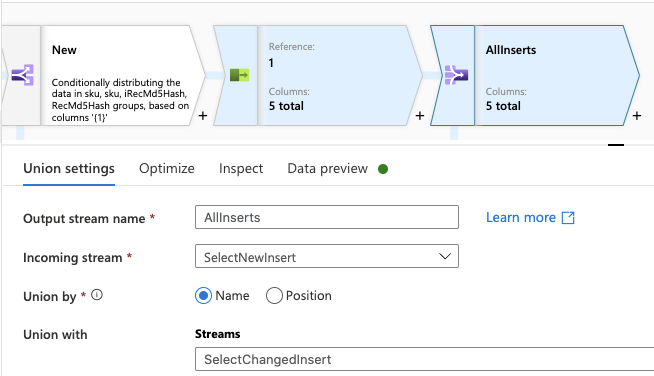 New
Conditionally distributing the
data in sku, sku, iRecMd5Hash,
RecMd5Hash groups, based on
columns '{1}'
+
Reference:
1
Columns:
5 total
+
AllInserts
Columns:
5 total
+
Union settings
Optimize
Inspect
Data preview
Output stream name *
AllInserts
Learn more
Incoming stream *
SelectNewInsert
Union by *
Name
Position
Union with
Streams
SelectChangedInsert